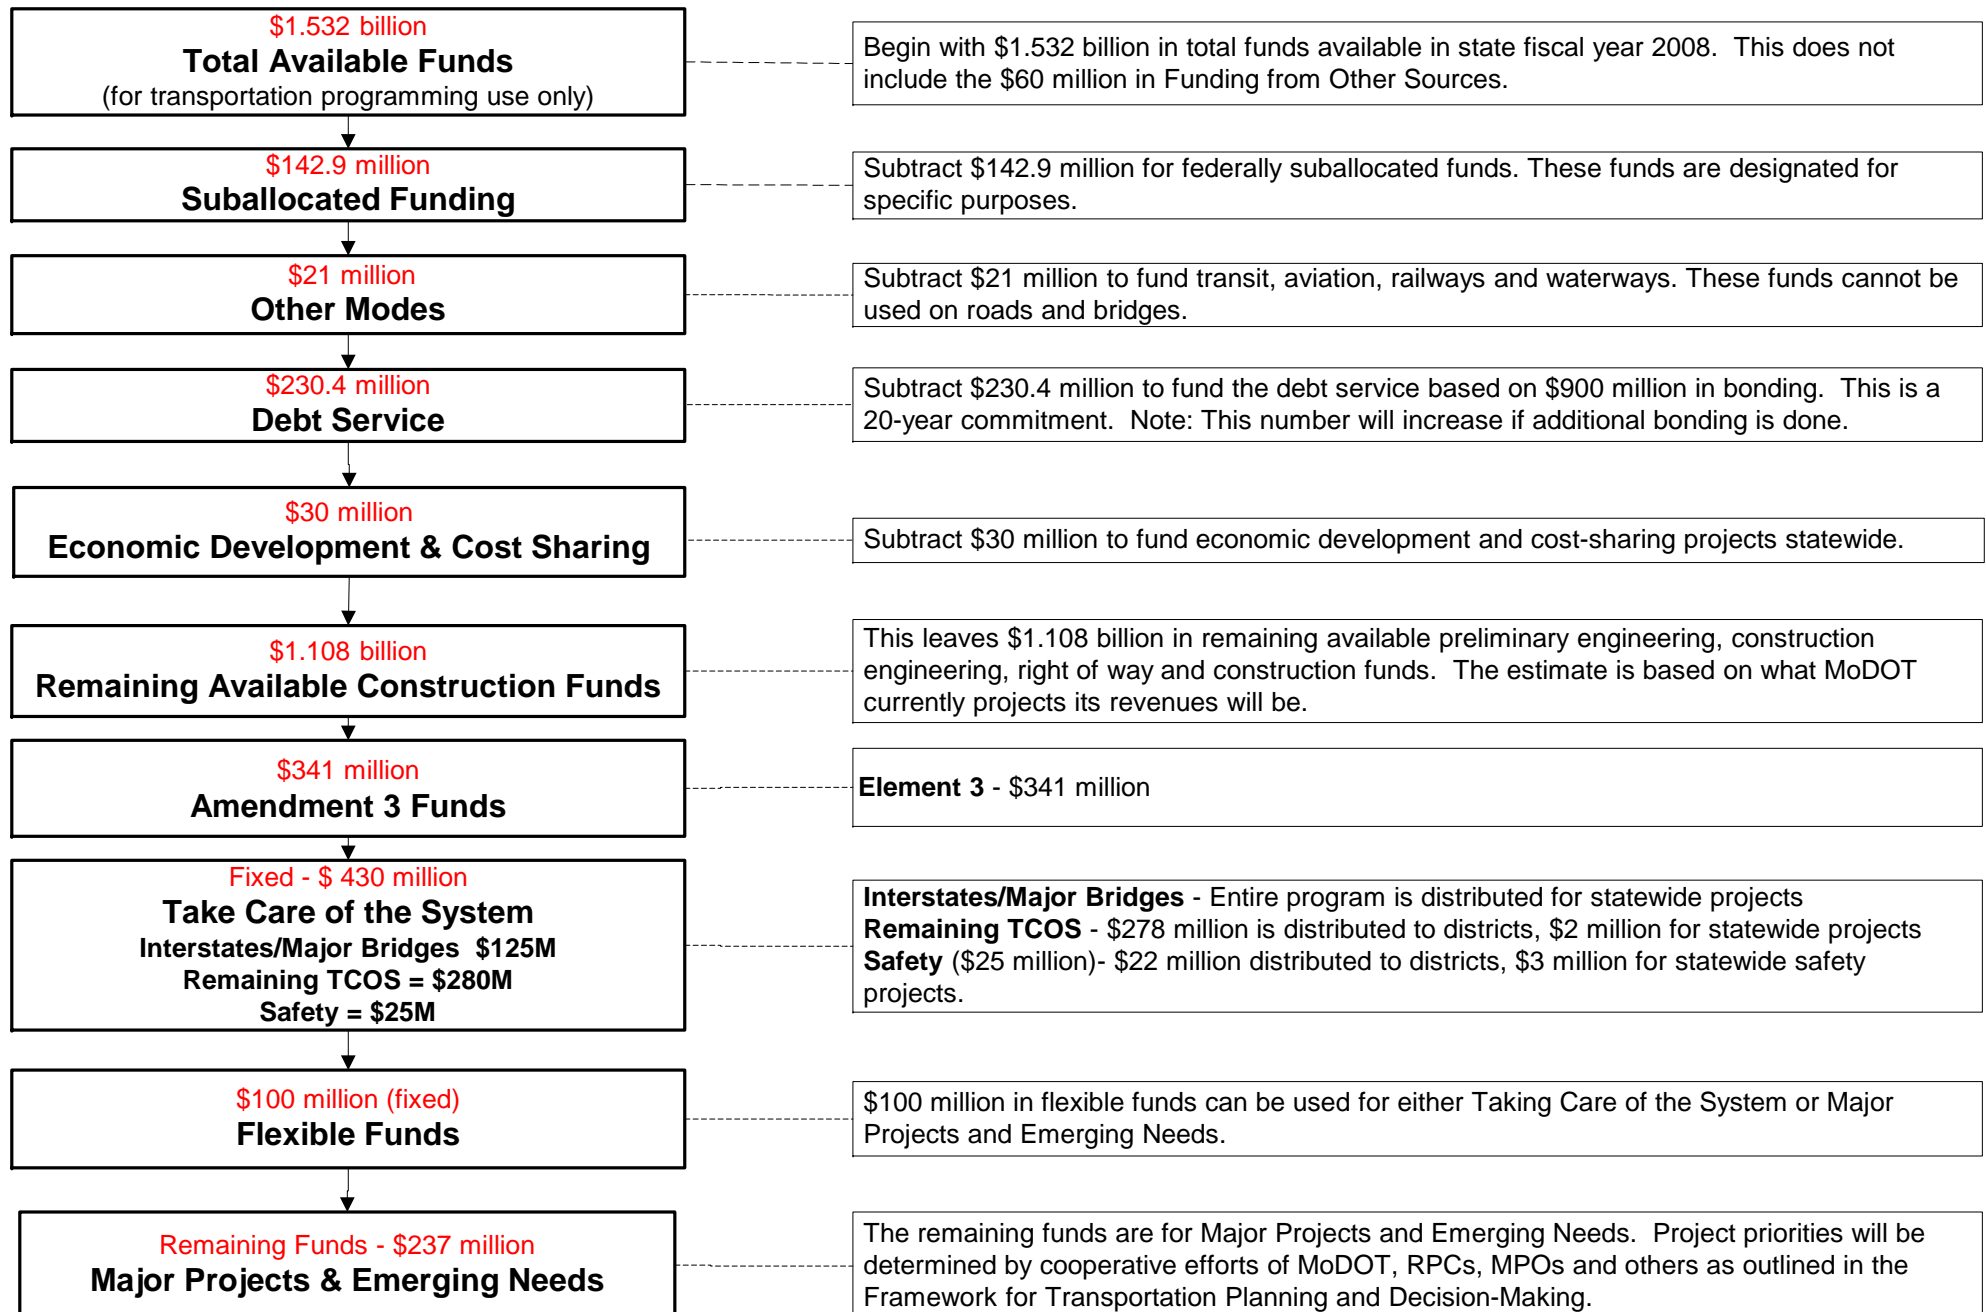 $1.532 billion
Total Available Funds
(for transportation programming use only)
Begin with $1.532 billion in total funds available in state fiscal year 2008.  This does not
include the $60 million in Funding from Other Sources.
$142.9 million
Suballocated Funding
Subtract $142.9 million for federally suballocated funds. These funds are designated for
specific purposes.
$21 million
Other Modes
Subtract $21 million to fund transit, aviation, railways and waterways. These funds cannot be
used on roads and bridges.
$230.4 million
Debt Service
Subtract $230.4 million to fund the debt service based on $900 million in bonding.  This is a
20-year commitment.  Note: This number will increase if additional bonding is done.
$30 million
Economic Development & Cost Sharing
Subtract $30 million to fund economic development and cost-sharing projects statewide.
$1.108 billion
Remaining Available Construction Funds
This leaves $1.108 billion in remaining available preliminary engineering, construction
engineering, right of way and construction funds.  The estimate is based on what MoDOT
currently projects its revenues will be.
$341 million
Amendment 3 Funds
Element 3 - $341 million
Fixed - $ 430 million
Take Care of the System
Interstates/Major Bridges  $125M
Remaining TCOS = $280M
Safety = $25M
Interstates/Major Bridges - Entire program is distributed for statewide projects
Remaining TCOS - $278 million is distributed to districts, $2 million for statewide projects
Safety ($25 million)- $22 million distributed to districts, $3 million for statewide safety
projects.
$100 million (fixed)
Flexible Funds
$100 million in flexible funds can be used for either Taking Care of the System or Major
Projects and Emerging Needs.
Remaining Funds - $237 million
Major Projects & Emerging Needs
The remaining funds are for Major Projects and Emerging Needs.  Project priorities will be
determined by cooperative efforts of MoDOT, RPCs, MPOs and others as outlined in the
Framework for Transportation Planning and Decision-Making.